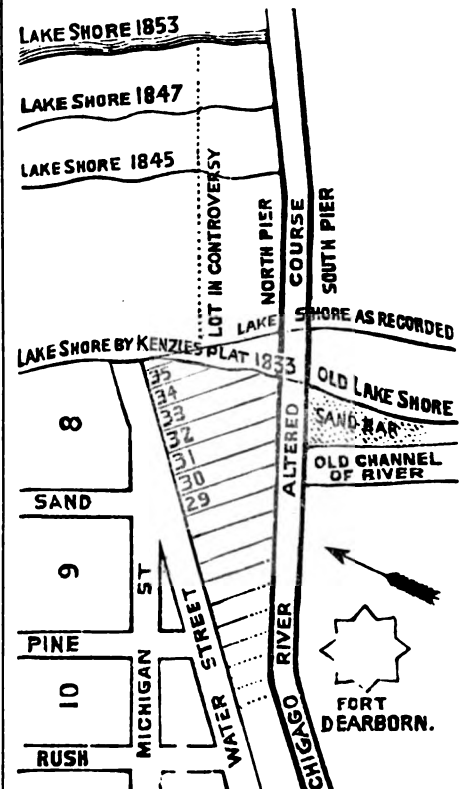 LAKE SHORE 1853
LAKE SHORE 1847
LAKE SHORE 1845
LOT IN CONTROVERSY
NORTH PIER
COURSE
SOUTH PIER
LAKE SHORE AS RECORDED
LAKE SHORE BY KENZLES PLAT 1833
OLD LAKE SHORE
35
34
33
32
31
30
29
8
SAND BAR
ALTERED
OLD CHANNEL
OF RIVER
SAND
9
ST
PINE
10
MICHIGAN
WATER STREET
RIVER
FORT
DEARBORN.
RUSH
CHIGAGO